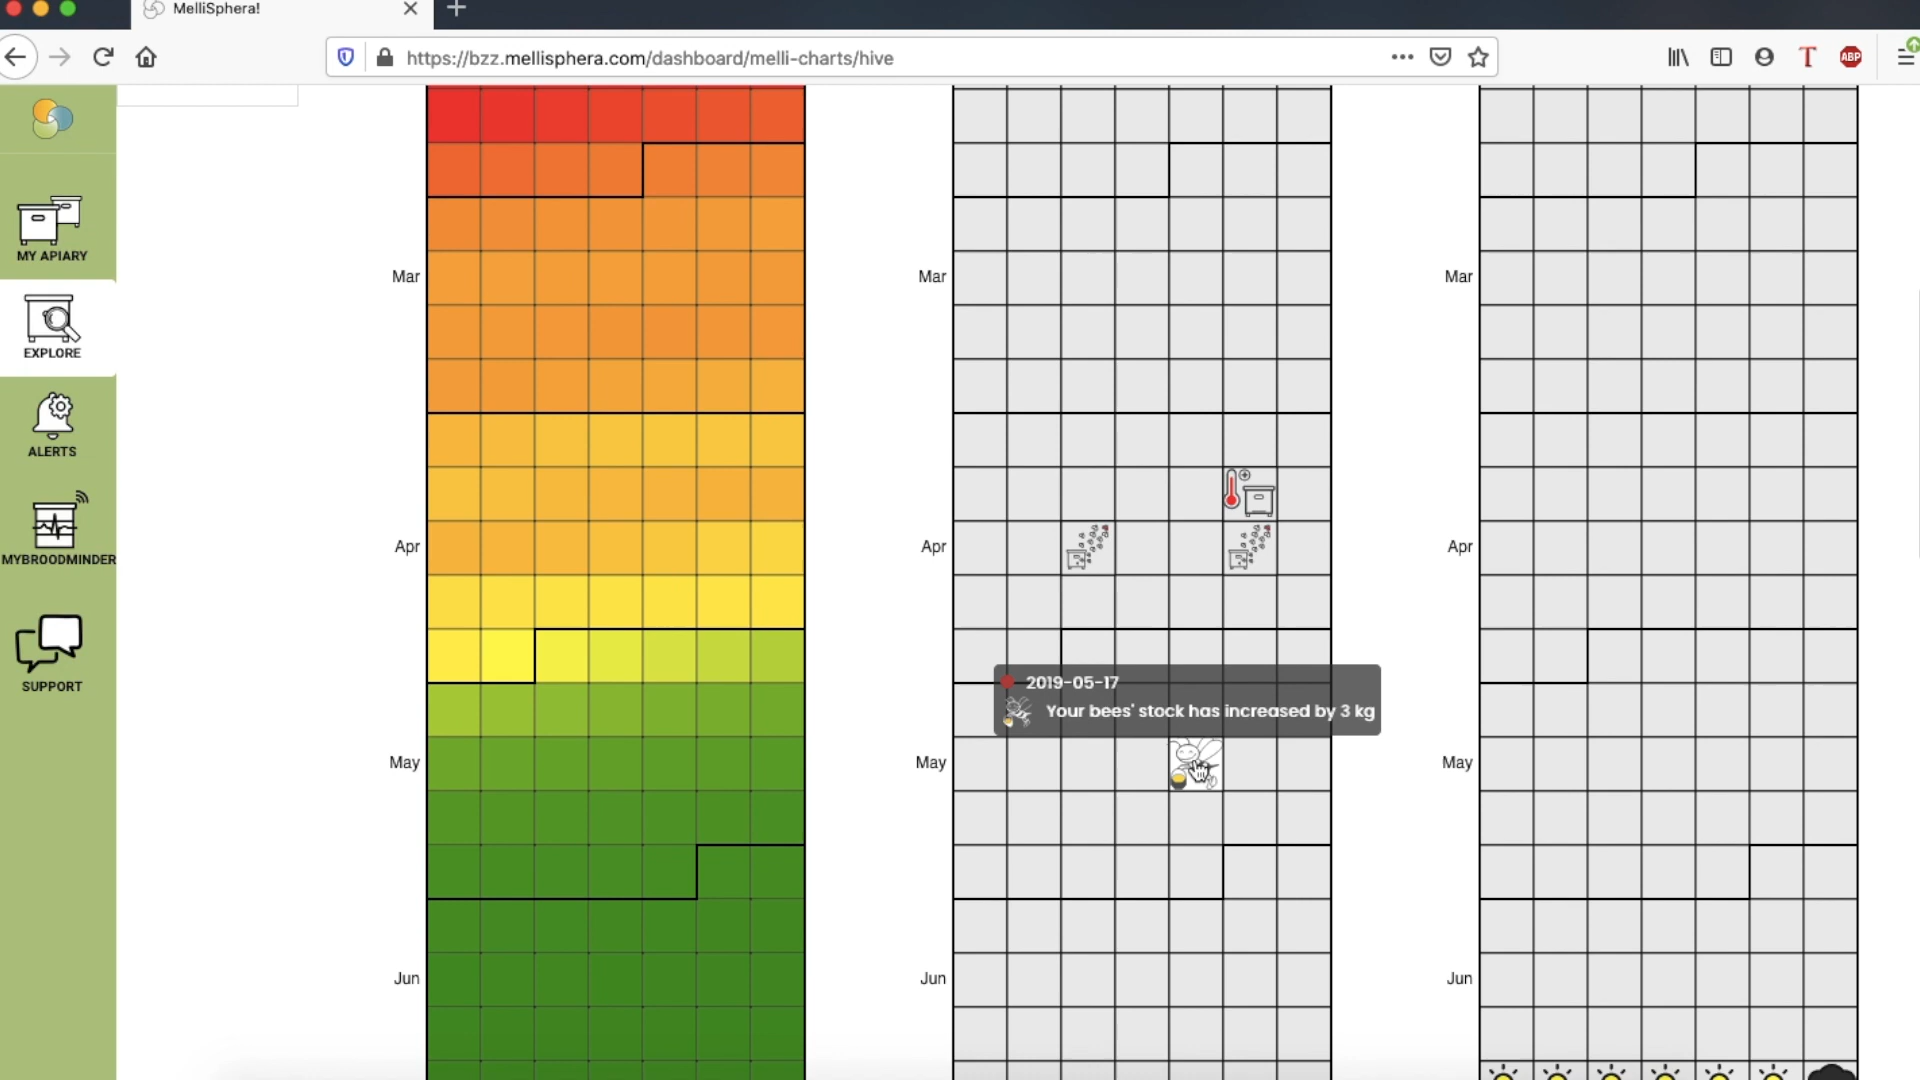 MelliSphera!
https://bzz.mellisphera.com/dashboard/melli-charts/hive
T
ABP
MY APIARY
EXPLORE
ALERTS
MYBROODMINDER
SUPPORT
Mar
Apr
May
Jun
Mar
Apr
May
Jun
2019-05-17
Your bees' stock has increased by 3 kg
Mar
Apr
May
Jun